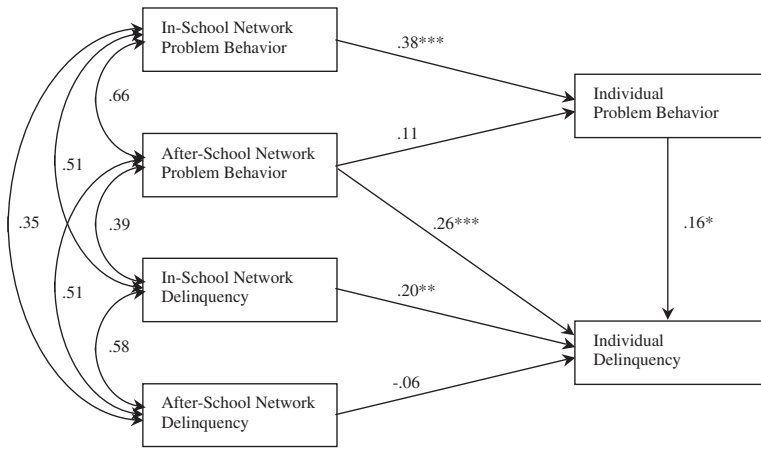 In-School Network
Problem Behavior
.38***
Individual
Problem Behavior
.66
.11
After-School Network
Problem Behavior
.51
.35
.39
.26***
.16*
In-School Network
Delinquency
.20**
.51
.58
Individual
Delinquency
-.06
After-School Network
Delinquency